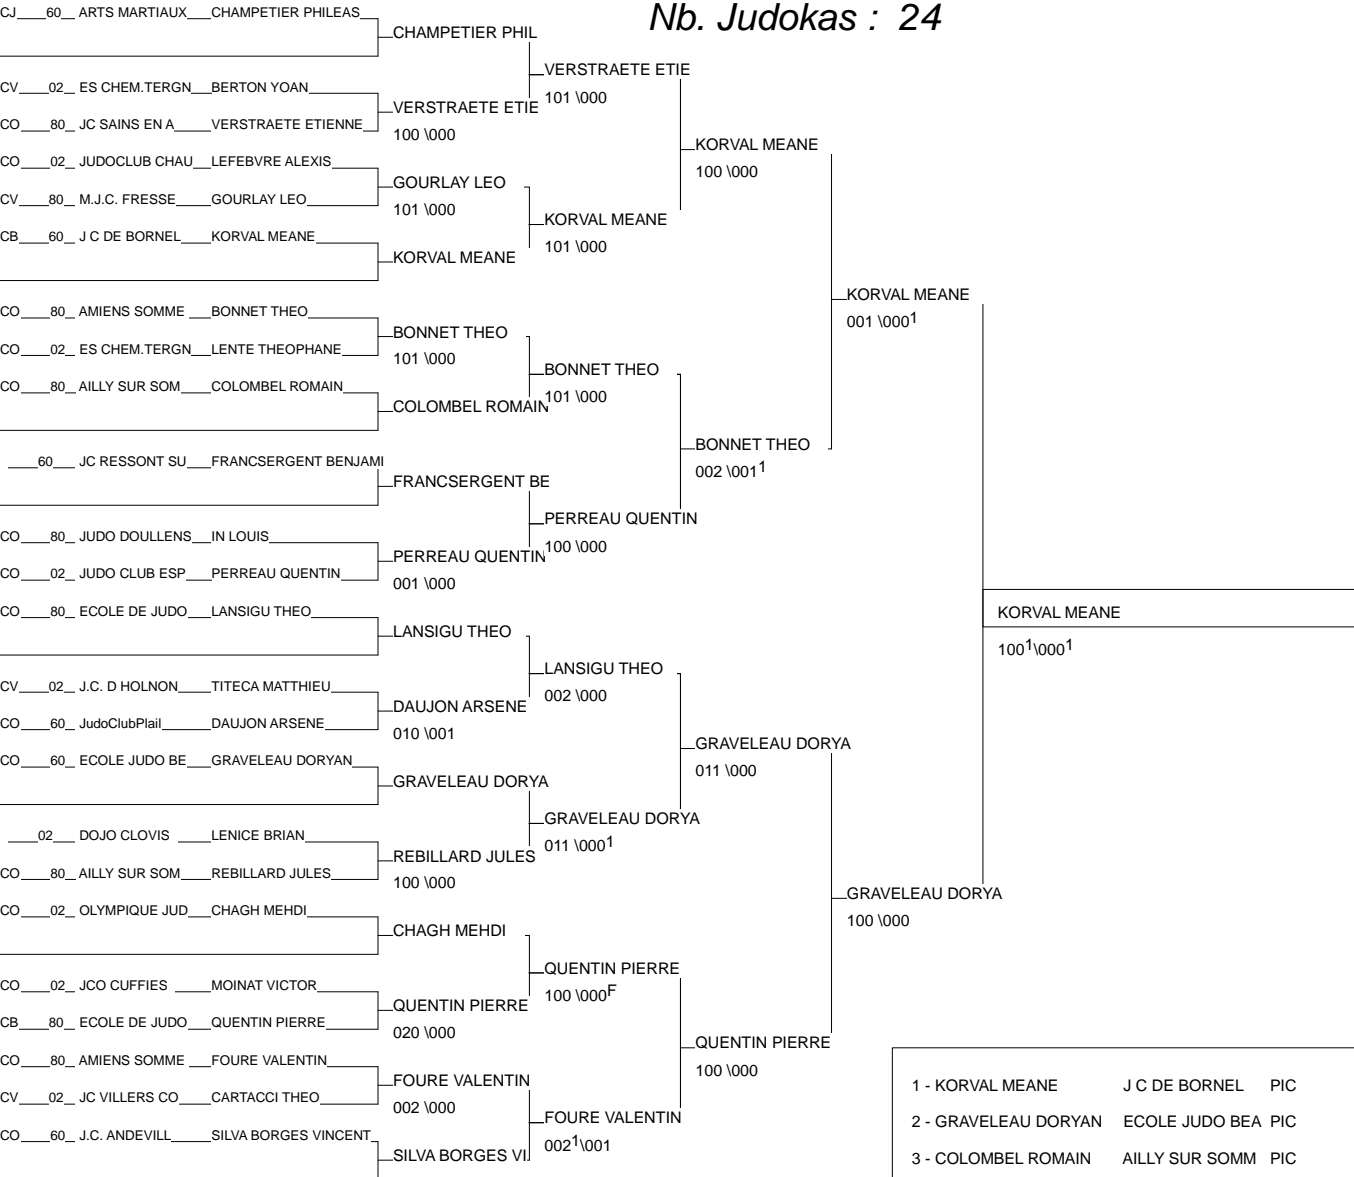 Nb. Judokas : 24
CJ 60 ARTS MARTIAUX CHAMPETIER PHILEAS
CV 02 ES CHEM.TERGN BERTON YOAN
CO 80 JC SAINS EN A VERSTRAETE ETIENNE
CO 02 JUDOCLUB CHAU LEFEBVRE ALEXIS
CV 80 M.J.C. FRESSE GOURLAY LEO
CB 60 J C DE BORNEL KORVAL MEANE
CO 80 AMIENS SOMME BONNET THEO
CO 02 ES CHEM.TERGN LENTE THEOPHANE
CO 80 AILLY SUR SOM COLOMBEL ROMAIN
60 JC RESSONT SU FRANCSERGENT BENJAMI
CO 80 JUDO DOULLENS IN LOUIS
CO 02 JUDO CLUB ESP PERREAU QUENTIN
CO 80 ECOLE DE JUDO LANSIGU THEO
CV 02 J.C. D HOLNON TITECA MATTHIEU
CO 60 JudoClubPlail DAUJON ARSENE
CO 60 ECOLE JUDO BE GRAVELEAU DORYAN
02 DOJO CLOVIS LENICE BRIAN
CO 80 AILLY SUR SOM REBILLARD JULES
CO 02 OLYMPIQUE JUD CHAGH MEHDI
CO 02 JCO CUFFIES MOINAT VICTOR
CB 80 ECOLE DE JUDO QUENTIN PIERRE
CO 80 AMIENS SOMME FOURE VALENTIN
CV 02 JC VILLERS CO CARTACCI THEO
CO 60 J.C. ANDEVILL SILVA BORGES VINCENT
CHAMPETIER PHIL
VERSTRAETE ETIE
100 \000
GOURLAY LEO
101 \000
KORVAL MEANE
BONNET THEO
101 \000
COLOMBEL ROMAIN
FRANCSERGENT BE
PERREAU QUENTIN
001 \000
LANSIGU THEO
DAUJON ARSENE
010 \001
GRAVELEAU DORYA
REBILLARD JULES
100 \000
CHAGH MEHDI
QUENTIN PIERRE
020 \000
FOURE VALENTIN
002 \000
SILVA BORGES VI
VERSTRAETE ETIE
101 \000
KORVAL MEANE
101 \000
BONNET THEO
101 \000
PERREAU QUENTIN
100 \000
LANSIGU THEO
002 \000
GRAVELEAU DORYA
011 \000¹
QUENTIN PIERRE
100 \000F
FOURE VALENTIN
002¹\001
KORVAL MEANE
100 \000
BONNET THEO
002 \001¹
GRAVELEAU DORYA
011 \000
QUENTIN PIERRE
100 \000
KORVAL MEANE
001 \000¹
GRAVELEAU DORYA
100 \000
KORVAL MEANE
100¹\000¹
1 - KORVAL MEANE J C DE BORNEL PIC
2 - GRAVELEAU DORYAN ECOLE JUDO BEA PIC
3 - COLOMBEL ROMAIN AILLY SUR SOMM PIC